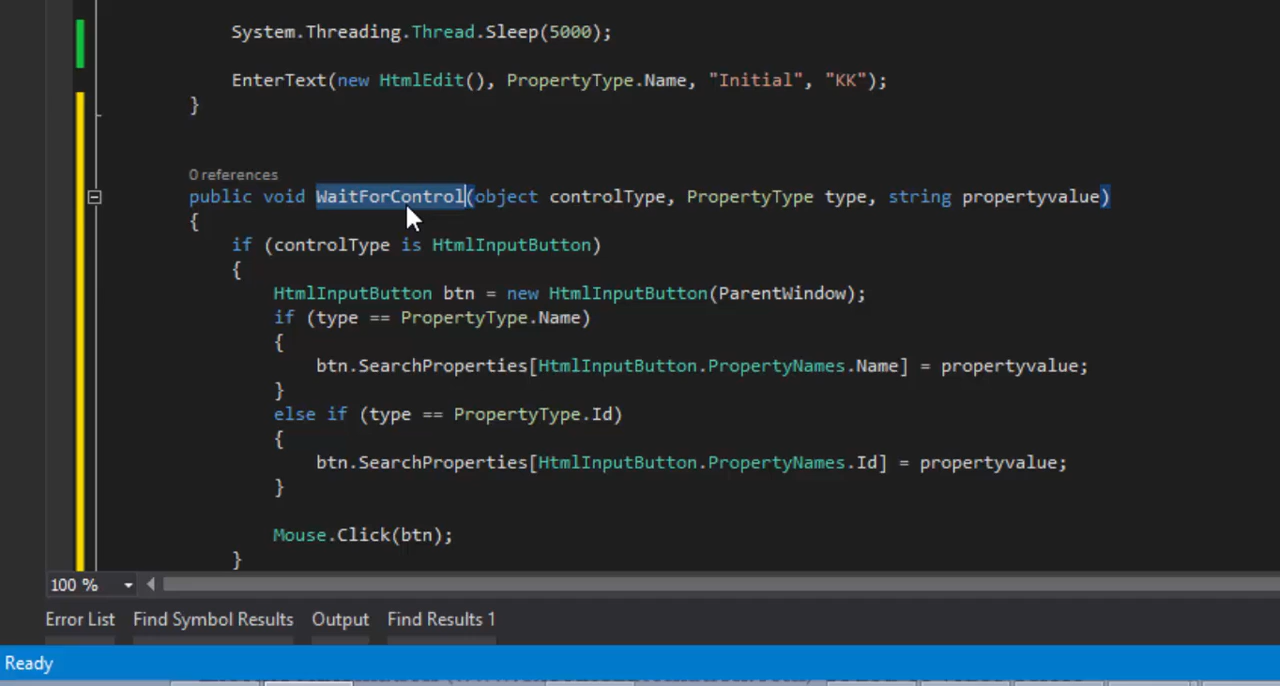 System.Threading.Thread.Sleep(5000);
EnterText(new HtmlEdit(), PropertyType.Name, "Initial", "KK");
}
0 references
public void WaitForControl(object controlType, PropertyType type, string propertyvalue)
{
if (controlType is HtmlInputButton)
{
HtmlInputButton btn = new HtmlInputButton(ParentWindow);
if (type == PropertyType.Name)
{
btn.SearchProperties[HtmlInputButton.PropertyNames.Name] = propertyvalue;
}
else if (type == PropertyType.Id)
{
btn.SearchProperties[HtmlInputButton.PropertyNames.Id] = propertyvalue;
}
Mouse.Click(btn);
}
100 %
Error List Find Symbol Results Output Find Results 1
Ready